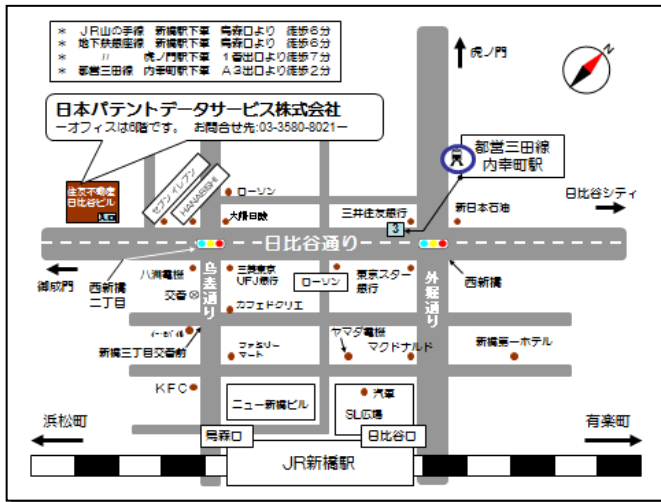 * JR山の手線 新橋駅下車 烏森口より 徒歩6分
* 地下鉄銀座線 新橋駅下車 烏森口より 徒歩6分
* 〃 虎ノ門駅下車 1番出口より徒歩7分
* 都営三田線 内幸町駅下車 A3出口より徒歩2分
虎ノ門
日本パテントデータサービス株式会社
ーオフィスは6階です。 お問合せ先:03-3580-8021ー
都営三田線
内幸町駅
住友不動産
日比谷ビル
入口
セブンイレブン
HANABISHI
ローソン
大勝日映
三井住友銀行
3
新日本石油
日比谷シティ
日比谷通り
御成門
西新橋
二丁目
八洲電機
交番
烏森通り
三菱東京
UFJ銀行
ローソン
東京スター
銀行
外堀通り
西新橋
カフェドクリエ
新橋三丁目交番前
ファミリー
マート
ヤマダ電機
マクドナルド
新橋第一ホテル
KFC
ニュー新橋ビル
汽車
SL広場
浜松町
烏森口
日比谷口
有楽町
JR新橋駅